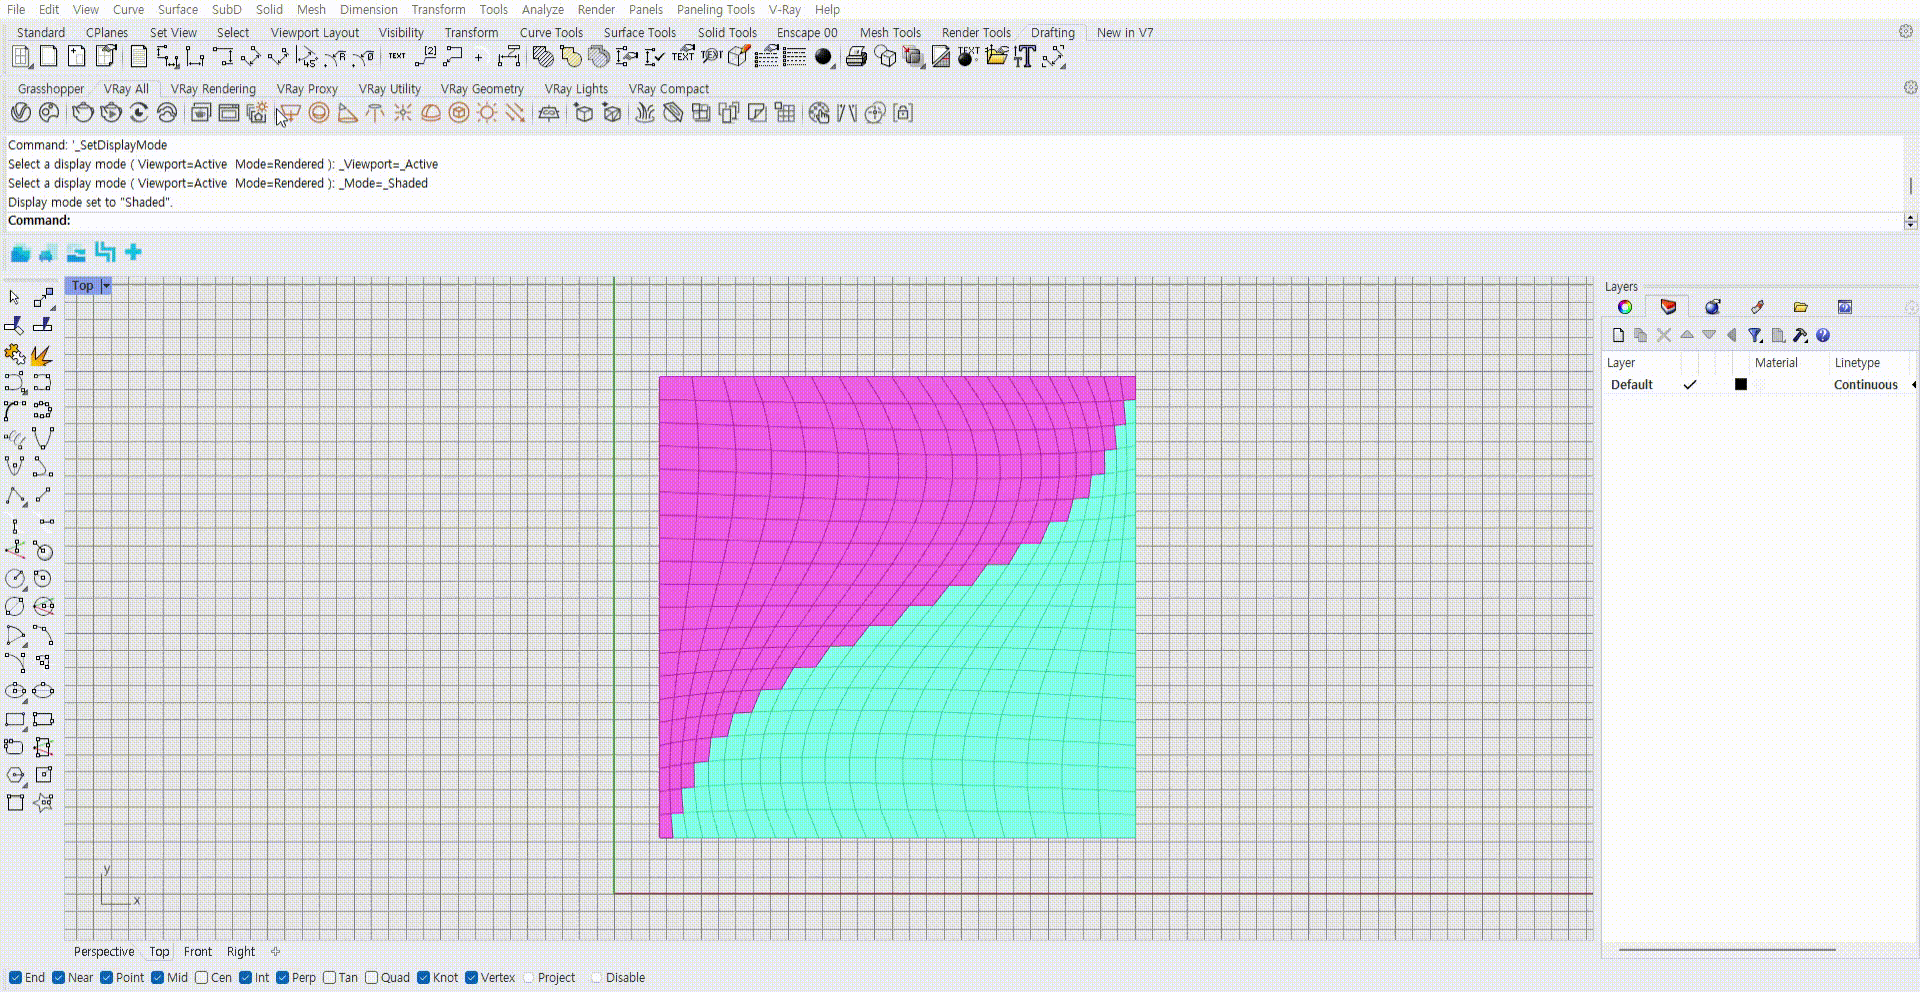 File Edit View Curve Surface SubD Solid Mesh Dimension Transform Tools Analyze Render Panels Paneling Tools V-Ray Help
Standard CPlanes Set View Select Viewport Layout Visibility Transform Curve Tools Surface Tools Solid Tools Enscape 00 Mesh Tools Render Tools Drafting New in V7
TEXT [2] TEXT TEXT
Grasshopper VRay All VRay Rendering VRay Proxy VRay Utility VRay Geometry VRay Lights VRay Compact
Command: '_SetDisplayMode
Select a display mode ( Viewport=Active Mode=Rendered ): _Viewport=_Active
Select a display mode ( Viewport=Active Mode=Rendered ): _Mode=_Shaded
Display mode set to "Shaded".
Command:
Top
Layers
Layer Material Linetype
Default Continuous
y
x
Perspective Top Front Right
End Near Point Mid Cen Int Perp Tan Quad Knot Vertex Project Disable